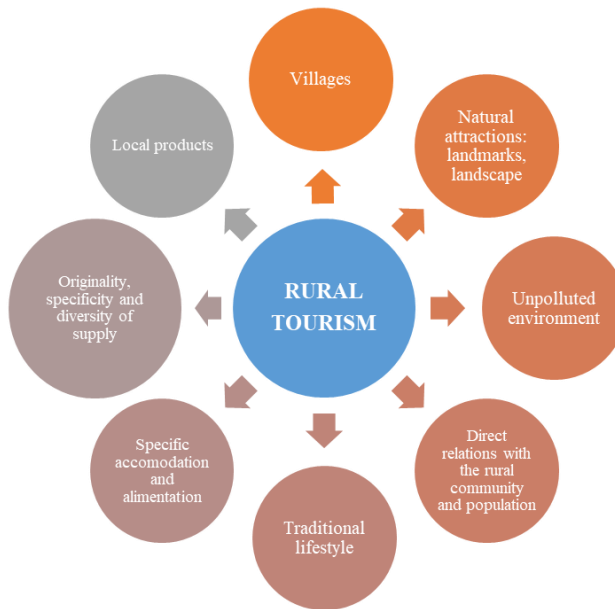 Villages
Natural
attractions:
landmarks,
landscape
Unpolluted
environment
Direct
relations with
the rural
community
and population
Traditional
lifestyle
Specific
accomodation
and
alimentation
Originality,
specificity and
diversity of
supply
Local products
RURAL
TOURISM